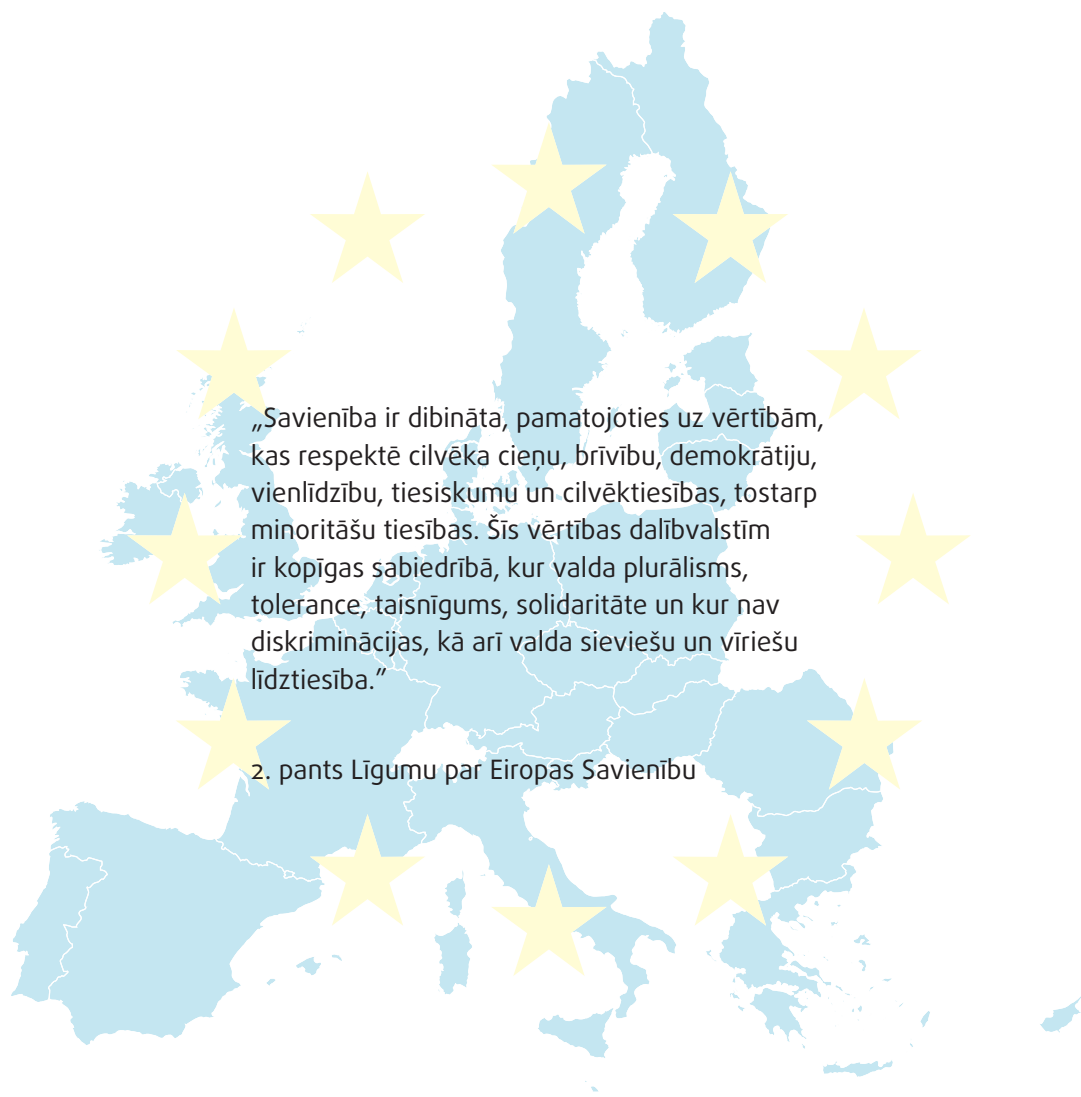 „Savienība ir dibināta, pamatojoties uz vērtībām,
kas respektē cilvēka cieņu, brīvību, demokrātiju,
vienlīdzību, tiesiskumu un cilvēktiesības, tostarp
minoritāšu tiesības. Šīs vērtības dalībvalstīm
ir kopīgas sabiedrībā, kur valda plurālisms,
tolerance, taisnīgums, solidaritāte un kur nav
diskriminācijas, kā arī valda sieviešu un vīriešu
līdztiesība.”
2. pants Līgumu par Eiropas Savienību